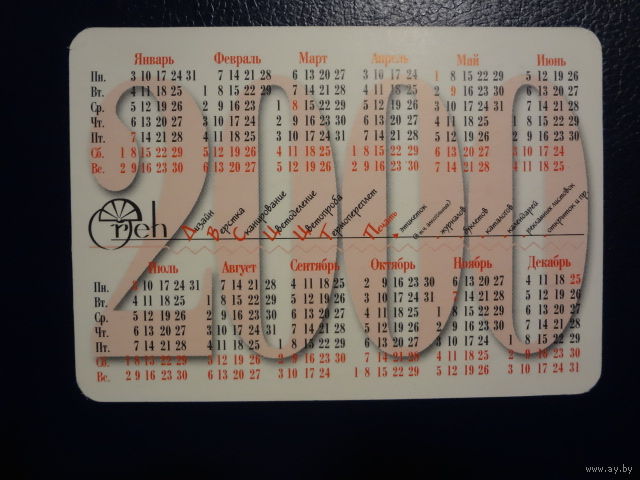 Январь Февраль Март Апрель Май Июнь
Пн. 3 10 17 24 31 7 14 21 28 6 13 20 27 3 10 17 24 1 8 15 22 29 5 12 19 26
Вт. 4 11 18 25 1 8 15 22 29 7 14 21 28 4 11 18 25 2 9 16 23 30 6 13 20 27
Ср. 5 12 19 26 2 9 16 23 1 8 15 22 29 5 12 19 26 3 10 17 24 31 7 14 21 28
Чт. 6 13 20 27 3 10 17 24 2 9 16 23 30 6 13 20 27 4 11 18 25 1 8 15 22 29
Пт. 7 14 21 28 4 11 18 25 3 10 17 24 31 7 14 21 28 5 12 19 26 2 9 16 23 30
Сб. 1 8 15 22 29 5 12 19 26 4 11 18 25 1 8 15 22 29 6 13 20 27 3 10 17 24
Вс. 2 9 16 23 30 6 13 20 27 5 12 19 26 2 9 16 23 30 7 14 21 28 4 11 18 25
2000
Oreh
Дизайн
Верстка
Сканирование
Цветоделение
Цветопроба
Термопереплет
Печать
этикеток
журналов
буклетов
каталогов
календарей
рекламных листовок
открыток и пр.
Июль Август Сентябрь Октябрь Ноябрь Декабрь
Пн. 3 10 17 24 31 7 14 21 28 4 11 18 25 2 9 16 23 30 6 13 20 27 4 11 18 25
Вт. 4 11 18 25 1 8 15 22 29 5 12 19 26 3 10 17 24 31 7 14 21 28 5 12 19 26
Ср. 5 12 19 26 2 9 16 23 30 6 13 20 27 4 11 18 25 1 8 15 22 29 6 13 20 27
Чт. 6 13 20 27 3 10 17 24 31 7 14 21 28 5 12 19 26 2 9 16 23 30 7 14 21 28
Пт. 7 14 21 28 4 11 18 25 1 8 15 22 29 6 13 20 27 3 10 17 24 1 8 15 22 29
Сб. 1 8 15 22 29 5 12 19 26 2 9 16 23 30 7 14 21 28 4 11 18 25 2 9 16 23 30
Вс. 2 9 16 23 30 6 13 20 27 3 10 17 24 1 8 15 22 29 5 12 19 26 3 10 17 24 31
www.ay.by